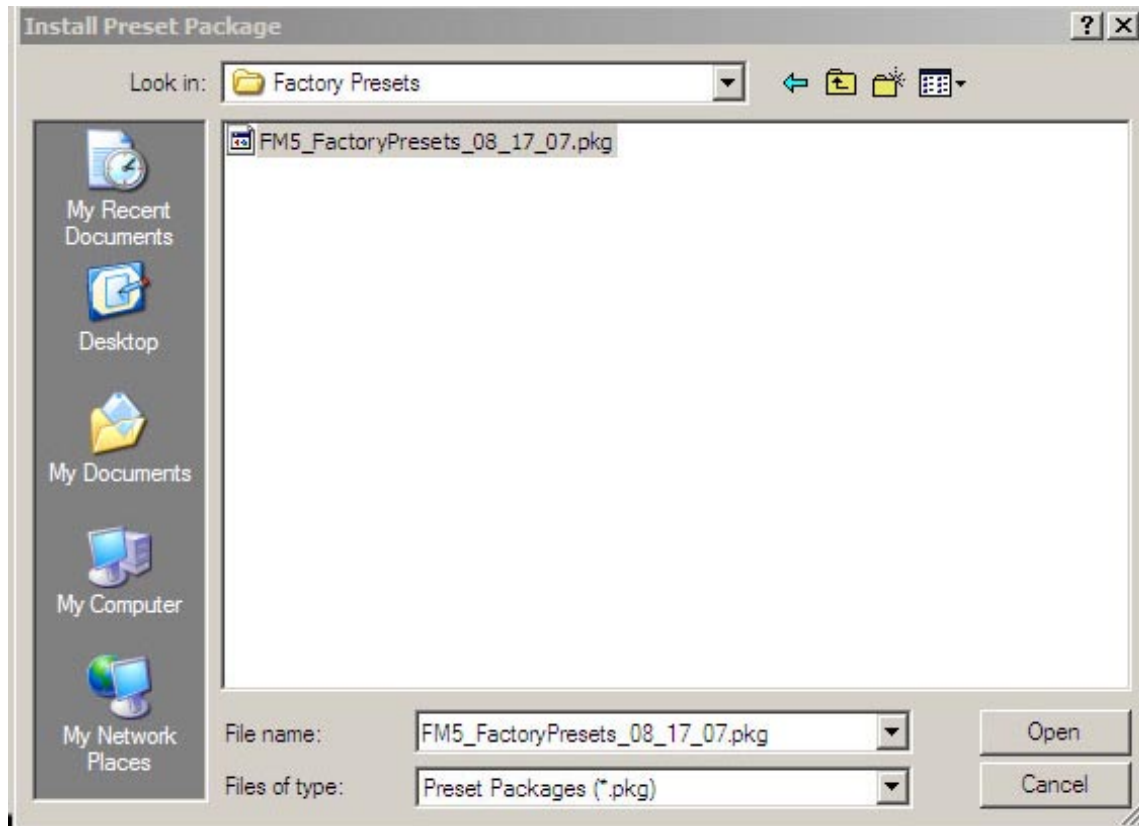 Install Preset Package
Look in:
Factory Presets
FM5_FactoryPresets_08_17_07.pkg
My Recent
Documents
Desktop
My Documents
My Computer
My Network
Places
File name:
FM5_FactoryPresets_08_17_07.pkg
Open
Files of type:
Preset Packages (*.pkg)
Cancel